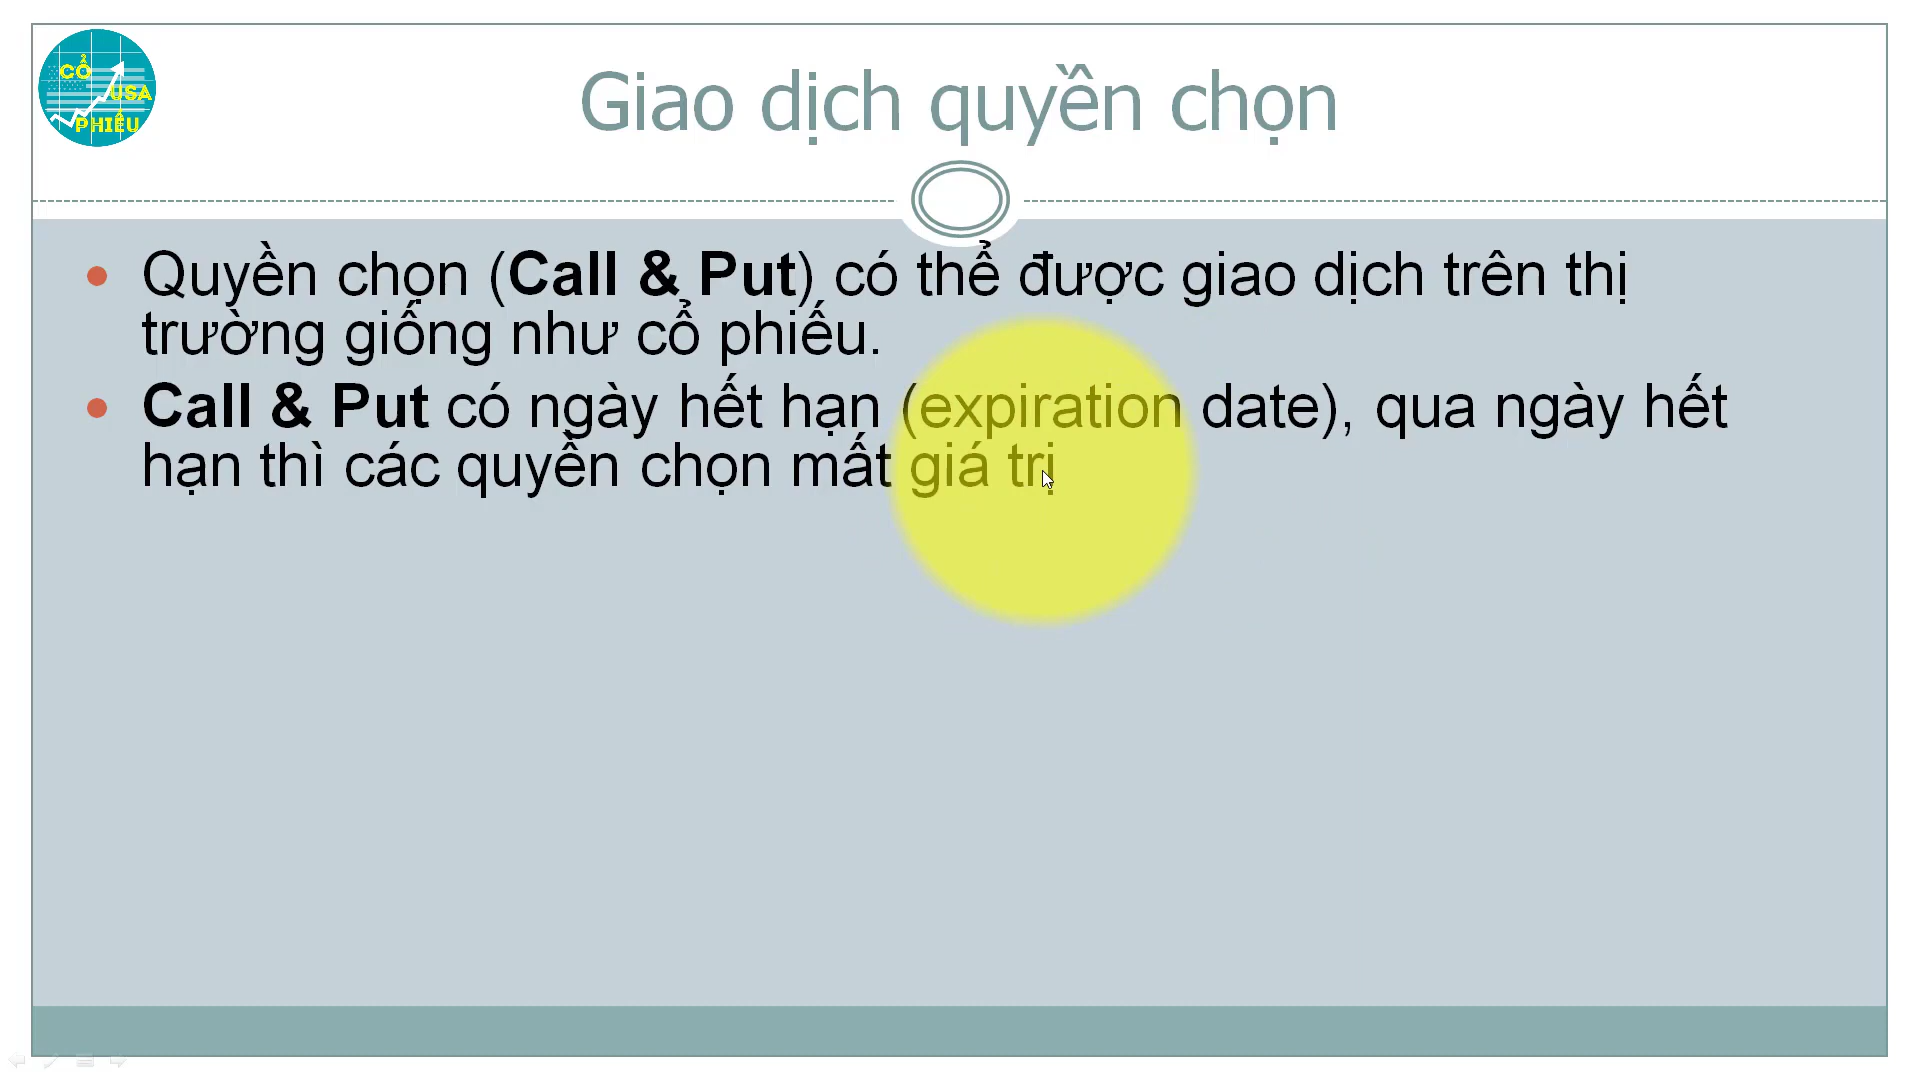 CỔ
USA
PHIẾU
Giao dịch quyền chọn
Quyền chọn (Call & Put) có thể được giao dịch trên thị
trường giống như cổ phiếu.
Call & Put có ngày hết hạn (expiration date), qua ngày hết
hạn thì các quyền chọn mất giá trị